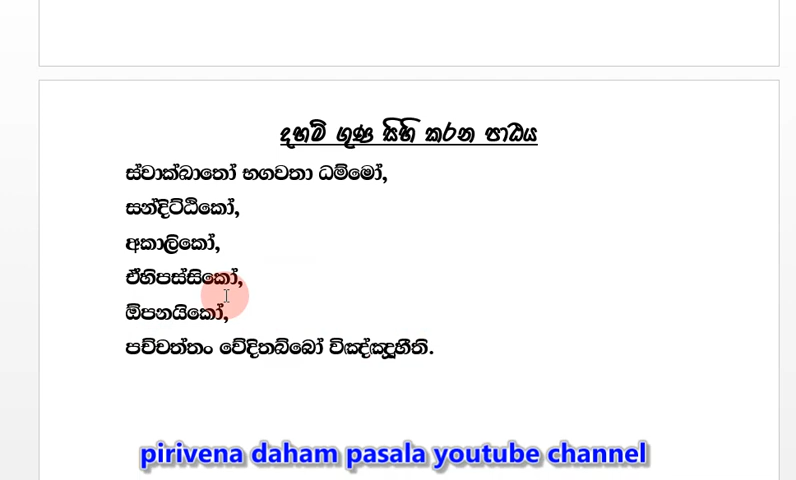 දහම් ගුණ සිහි කරන පාඨය
ස්වාක්ඛාතෝ භගවතා ධම්මෝ,
සන්දිට්ඨිකෝ,
අකාලිකෝ,
ඒහිපස්සිකෝ,
ඕපනයිකෝ,
පච්චත්තං වේදිතබ්බෝ විඤ්ඤූහීති.
pirivena daham pasala youtube channel